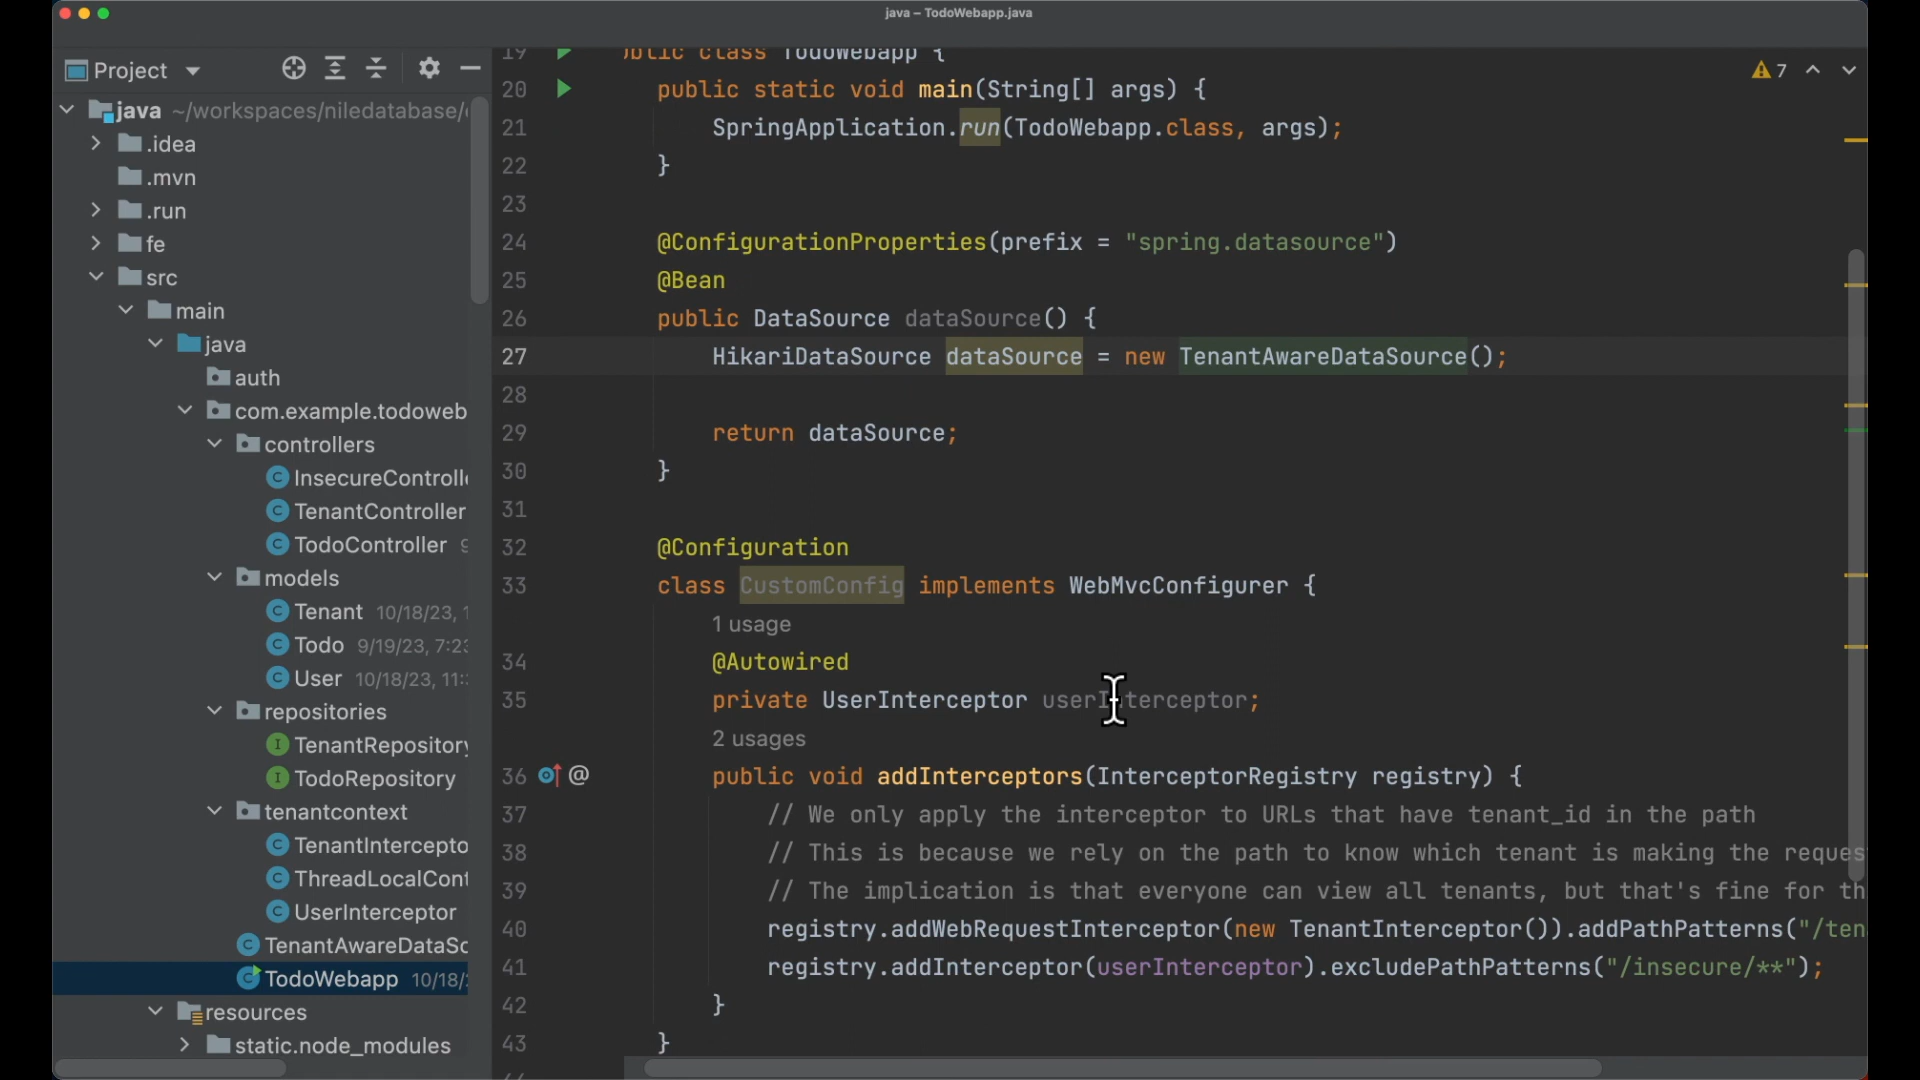 java – TodoWebapp.java
Project
java ~/workspaces/niledatabase/
.idea
.mvn
.run
fe
src
main
java
auth
com.example.todoweb
controllers
InsecureControll
TenantController
TodoController 9
models
Tenant 10/18/23, 1
Todo 9/19/23, 7:23
User 10/18/23, 11:
repositories
TenantRepository
TodoRepository
tenantcontext
TenantIntercepto
ThreadLocalCont
UserInterceptor
TenantAwareDataSo
TodoWebapp 10/18/
resources
static.node_modules
7
19 public class TodoWebapp {
20 public static void main(String[] args) {
21 SpringApplication.run(TodoWebapp.class, args);
22 }
23
24 @ConfigurationProperties(prefix = "spring.datasource")
25 @Bean
26 public DataSource dataSource() {
27 HikariDataSource dataSource = new TenantAwareDataSource();
28
29 return dataSource;
30 }
31
32 @Configuration
33 class CustomConfig implements WebMvcConfigurer {
1 usage
34 @Autowired
35 private UserInterceptor userInterceptor;
2 usages
36 @ public void addInterceptors(InterceptorRegistry registry) {
37 // We only apply the interceptor to URLs that have tenant_id in the path
38 // This is because we rely on the path to know which tenant is making the reques
39 // The implication is that everyone can view all tenants, but that's fine for th
40 registry.addWebRequestInterceptor(new TenantInterceptor()).addPathPatterns("/ten
41 registry.addInterceptor(userInterceptor).excludePathPatterns("/insecure/**");
42 }
43 }